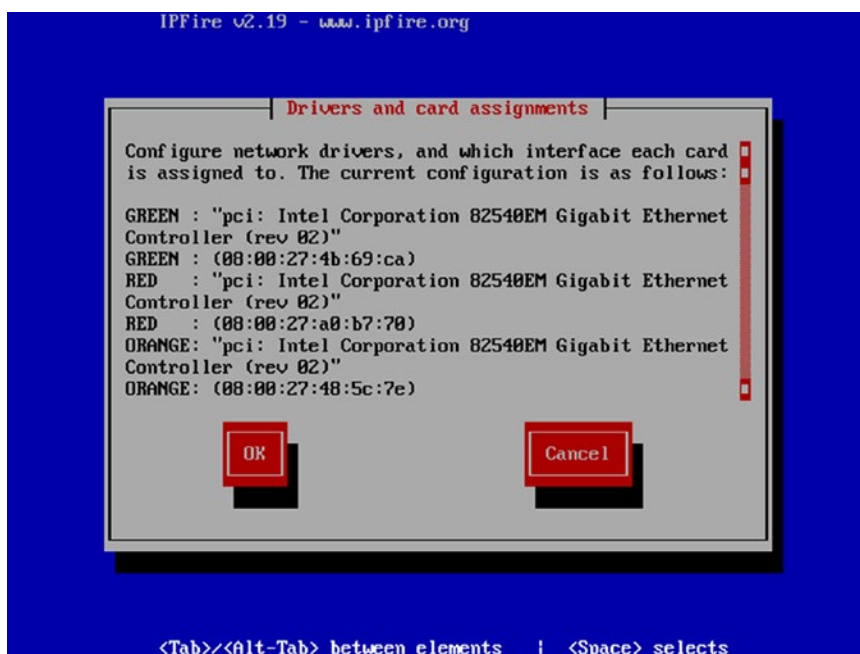 IPFire v2.19 - www.ipfire.org
Drivers and card assignments
Configure network drivers, and which interface each card
is assigned to. The current configuration is as follows:
GREEN : "pci: Intel Corporation 82540EM Gigabit Ethernet
Controller (rev 02)"
GREEN : (08:00:27:4b:69:ca)
RED : "pci: Intel Corporation 82540EM Gigabit Ethernet
Controller (rev 02)"
RED : (08:00:27:a0:b7:70)
ORANGE: "pci: Intel Corporation 82540EM Gigabit Ethernet
Controller (rev 02)"
ORANGE: (08:00:27:48:5c:7e)
OK
Cancel
<Tab>/<Alt-Tab> between elements | <Space> selects